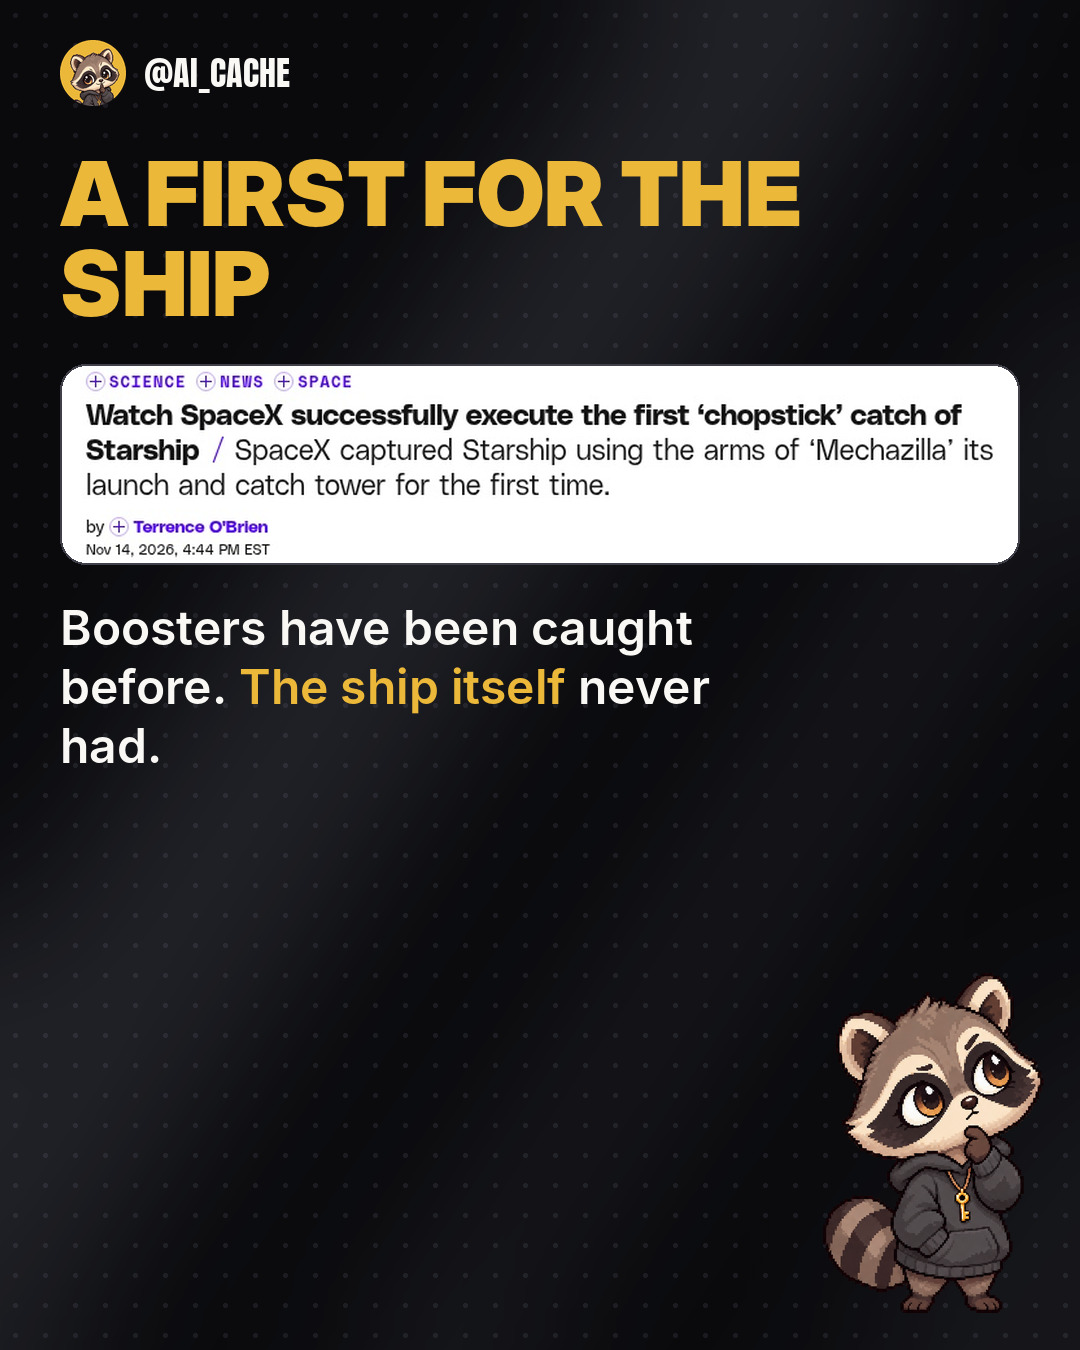 @AI_CACHE
A FIRST FOR THE
SHIP
SCIENCE NEWS SPACE
Watch SpaceX successfully execute the first ‘chopstick’ catch of
Starship / SpaceX captured Starship using the arms of ‘Mechazilla’ its
launch and catch tower for the first time.
by Terrence O'Brien
Nov 14, 2026, 4:44 PM EST
Boosters have been caught
before. The ship itself never
had.